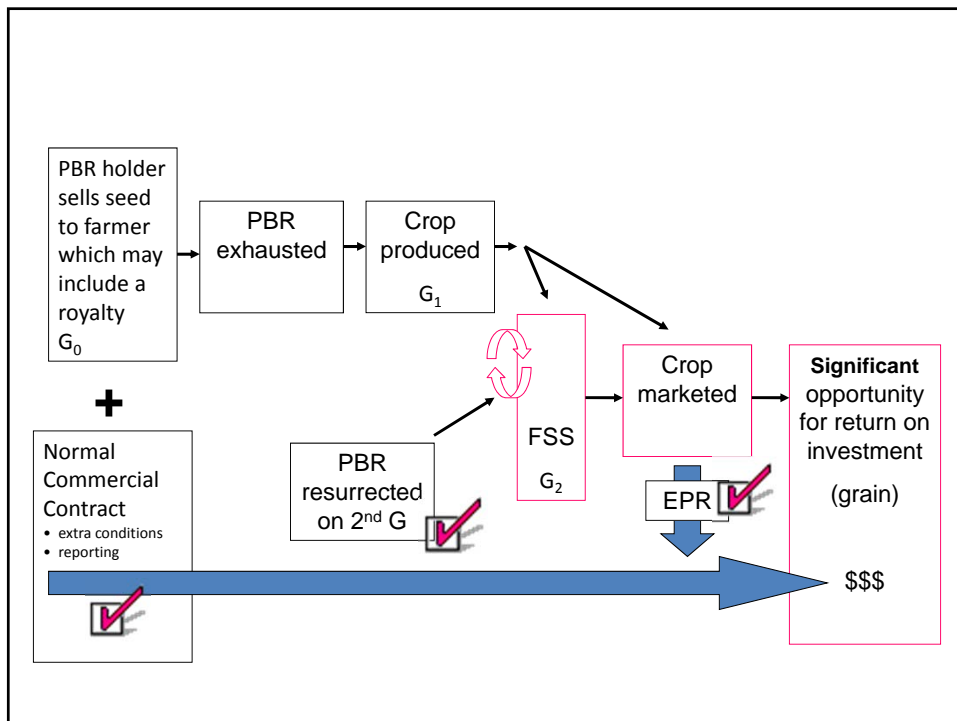 PBR holder
sells seed
to farmer
which may
include a
royalty
G₀
PBR
exhausted
Crop
produced
G₁
+
Normal
Commercial
Contract
• extra conditions
• reporting
PBR
resurrected
on 2ⁿᵈ G
FSS
G₂
Crop
marketed
EPR
Significant
opportunity
for return on
investment
(grain)
$$$